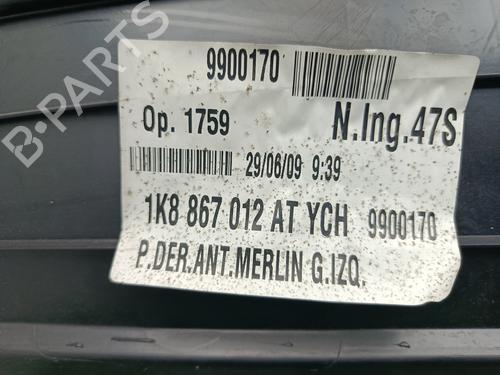 9900170
Op. 1759 N.Ing.47S
29/06/09 9:39
1K8 867 012 AT YCH 9900170
P.DER.ANT.MERLIN G.IZQ.
B-PARTS